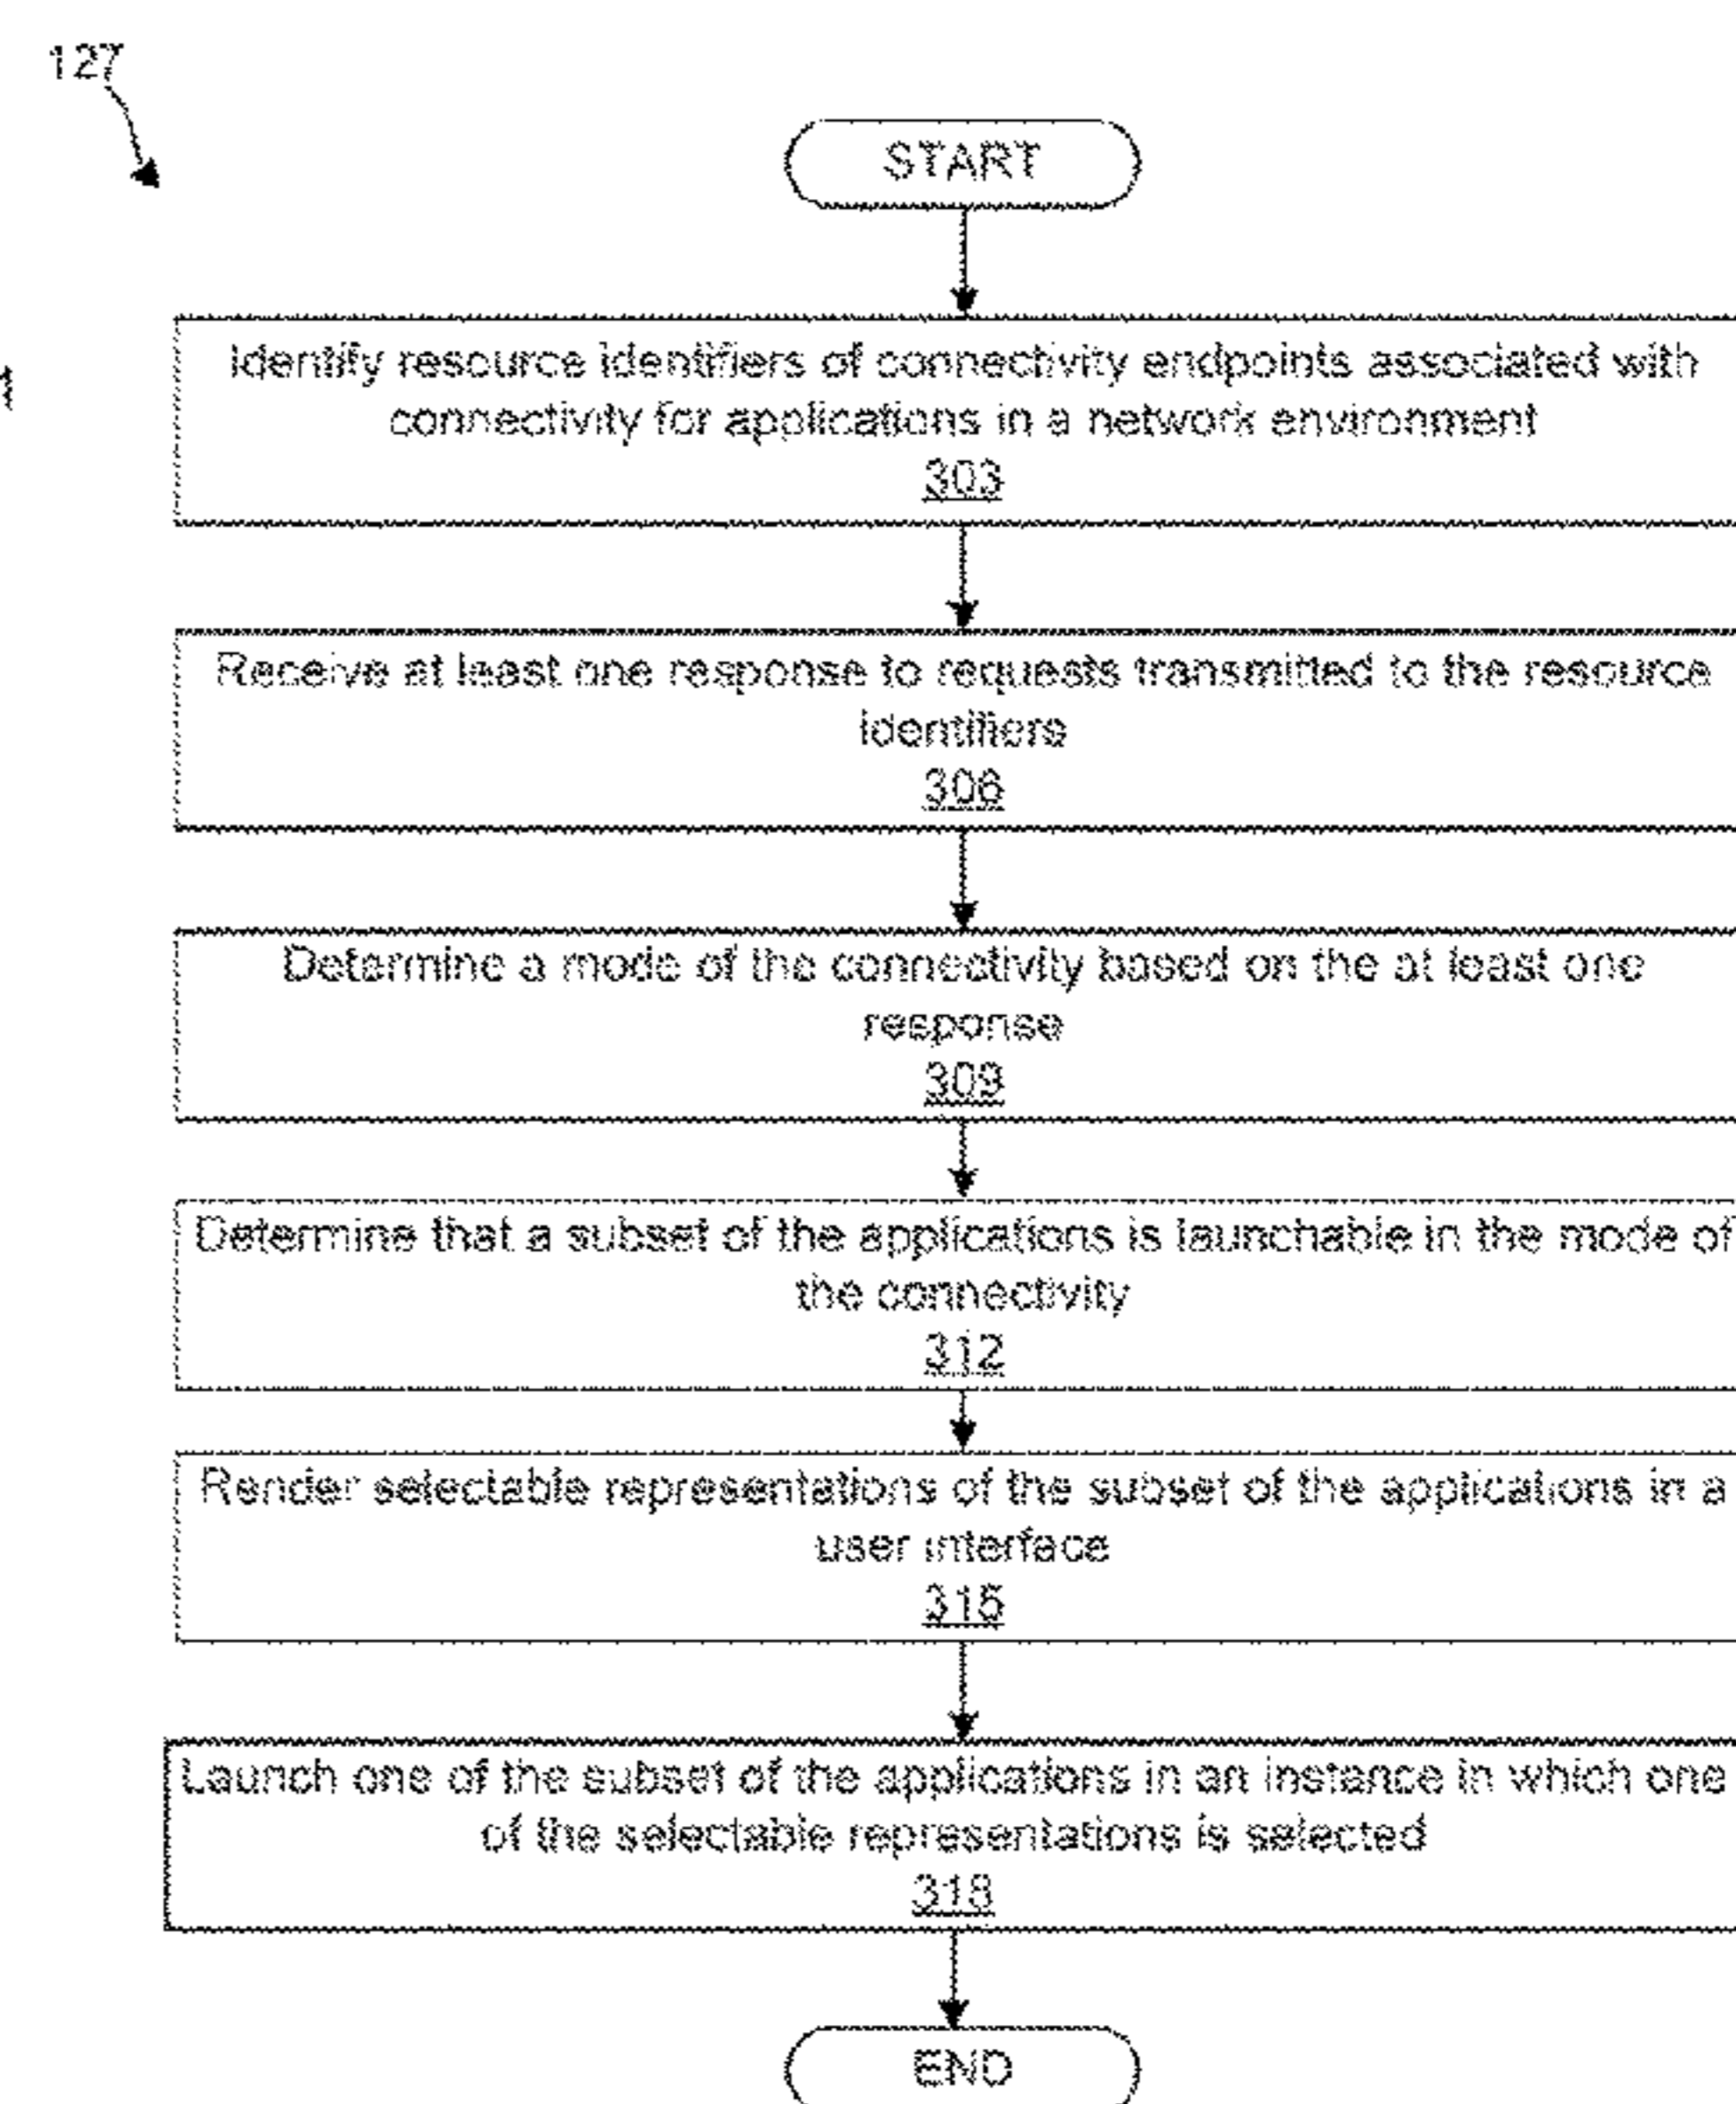 127
START
Identify resource identifiers of connectivity endpoints associated with
connectivity for applications in a network environment
303
Receive at least one response to requests transmitted to the resource
identifiers
306
Determine a mode of the connectivity based on the at least one
response
309
Determine that a subset of the applications is launchable in the mode of
the connectivity
312
Render selectable representations of the subset of the applications in a
user interface
315
Launch one of the subset of the applications in an instance in which one
of the selectable representations is selected
318
END